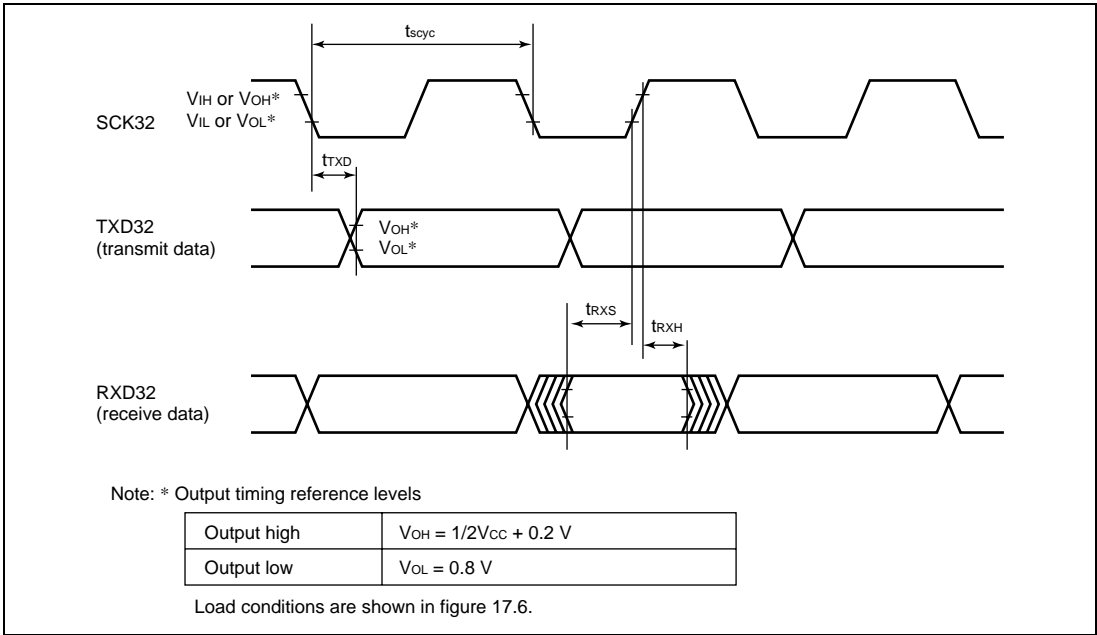 tscyc
VIH or VOH*
VIL or VOL*
SCK32
tTXD
TXD32
(transmit data)
VOH*
VOL*
tRXS
tRXH
RXD32
(receive data)
Note: * Output timing reference levels
Output high VOH = 1/2VCC + 0.2 V
Output low VOL = 0.8 V
Load conditions are shown in figure 17.6.